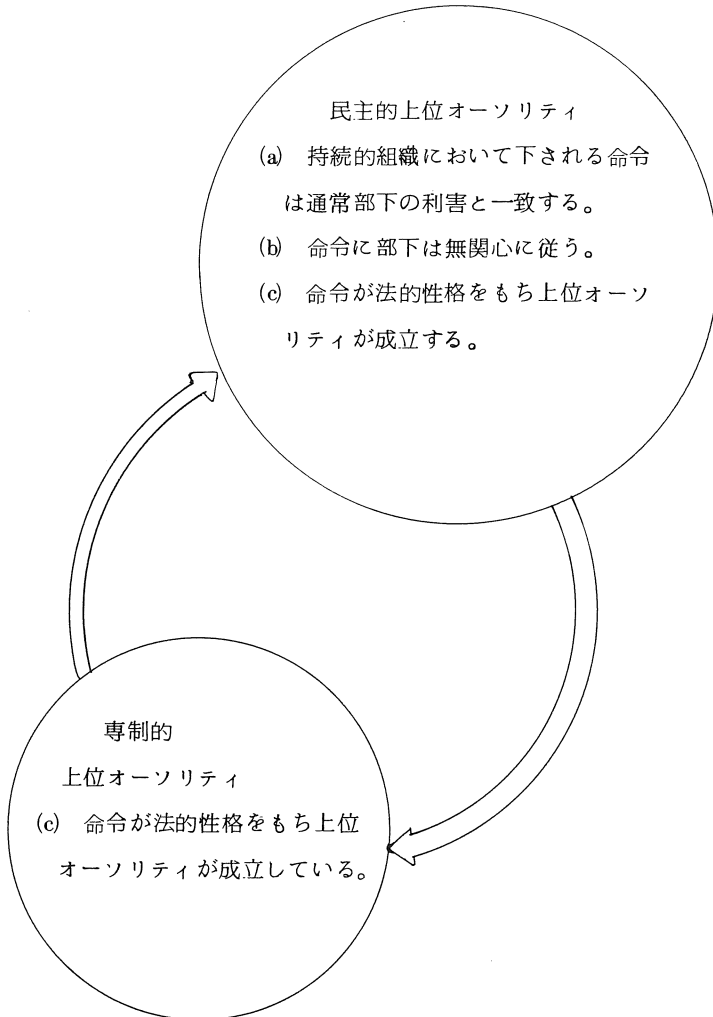 民主的上位オーソリティ
(a) 持続的組織において下される命令
は通常部下の利害と一致する。
(b) 命令に部下は無関心に従う。
(c) 命令が法的性格をもち上位オーソ
リティが成立する。
専制的
上位オーソリティ
(c) 命令が法的性格をもち上位
オーソリティが成立している。